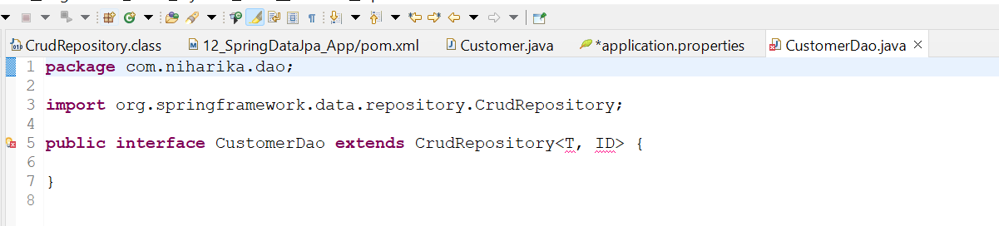 CrudRepository.class 12_SpringDataJpa_App/pom.xml Customer.java *application.properties CustomerDao.java
1 package com.niharika.dao;
2
3 import org.springframework.data.repository.CrudRepository;
4
5 public interface CustomerDao extends CrudRepository<T, ID> {
6
7 }
8